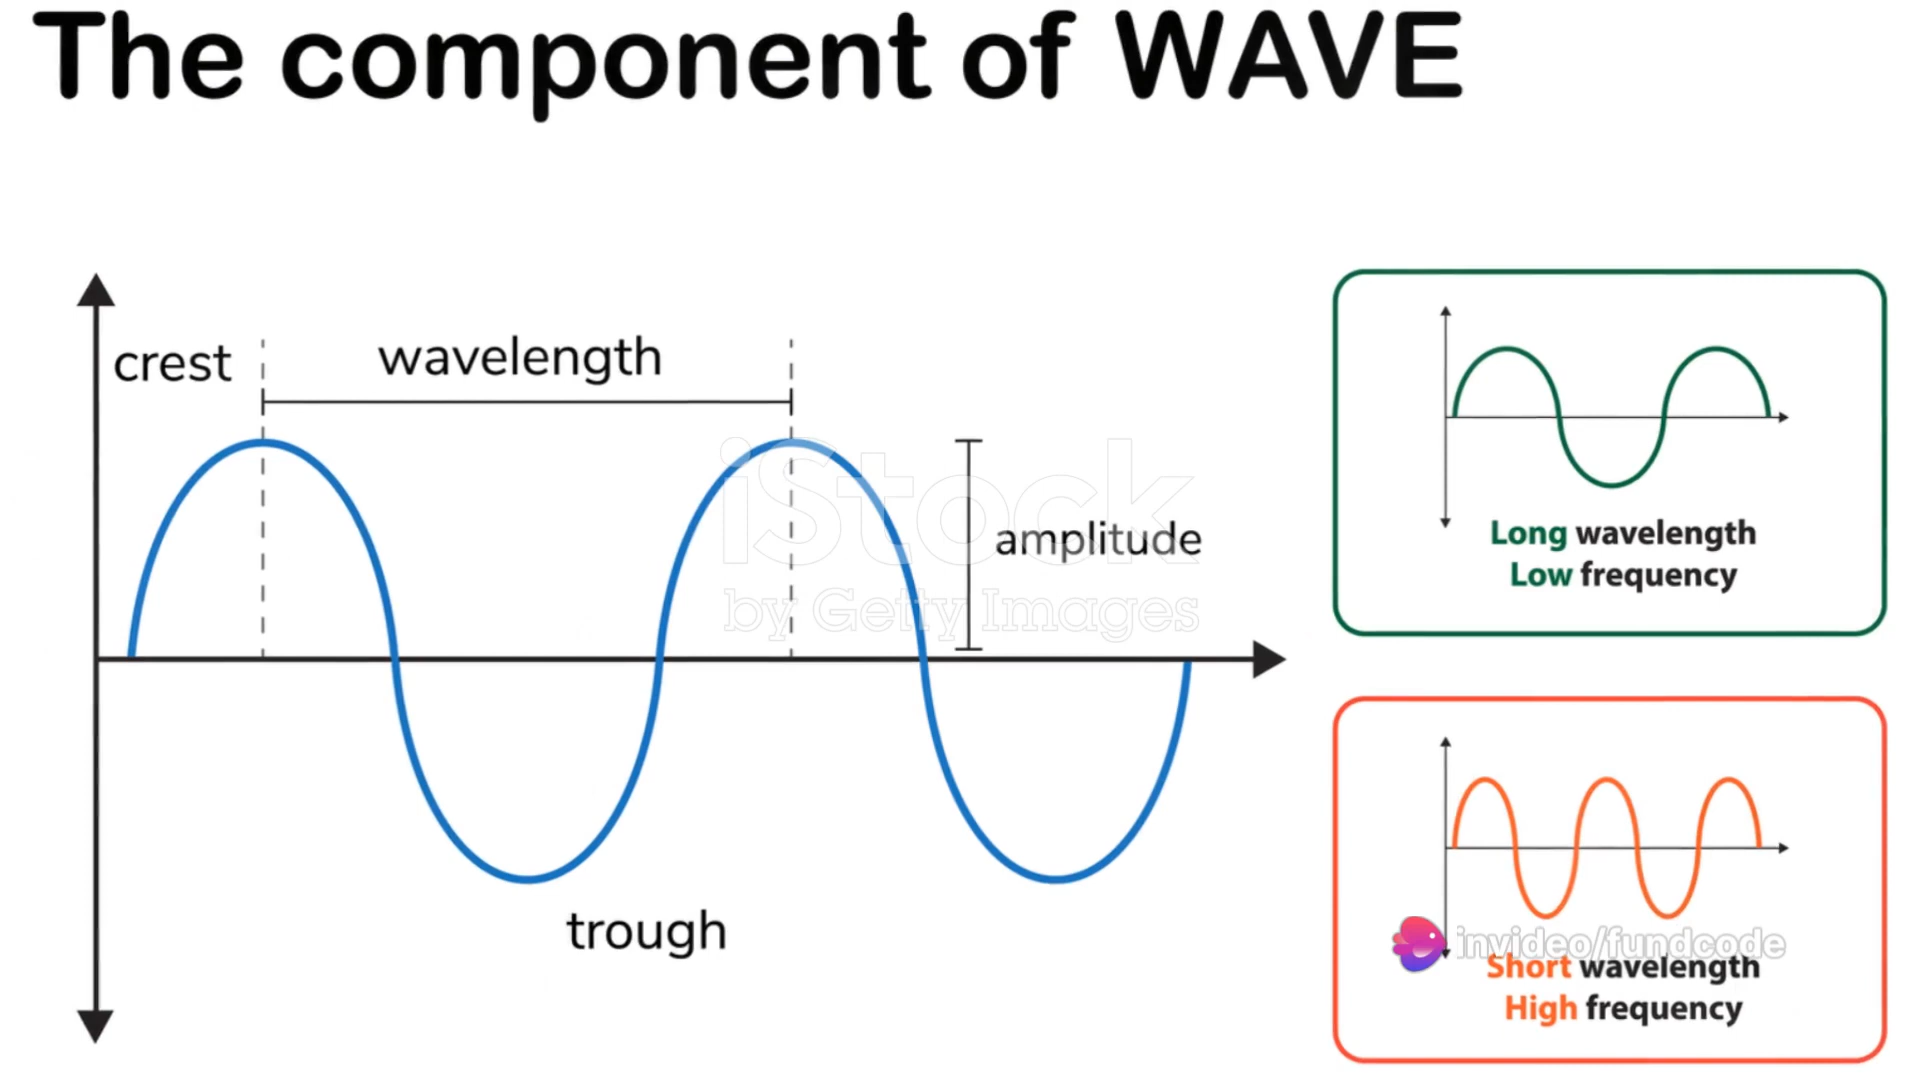 The component of WAVE
crest
wavelength
amplitude
trough
iStock
by Getty Images
Long wavelength
Low frequency
invideo/fundcode
Short wavelength
High frequency